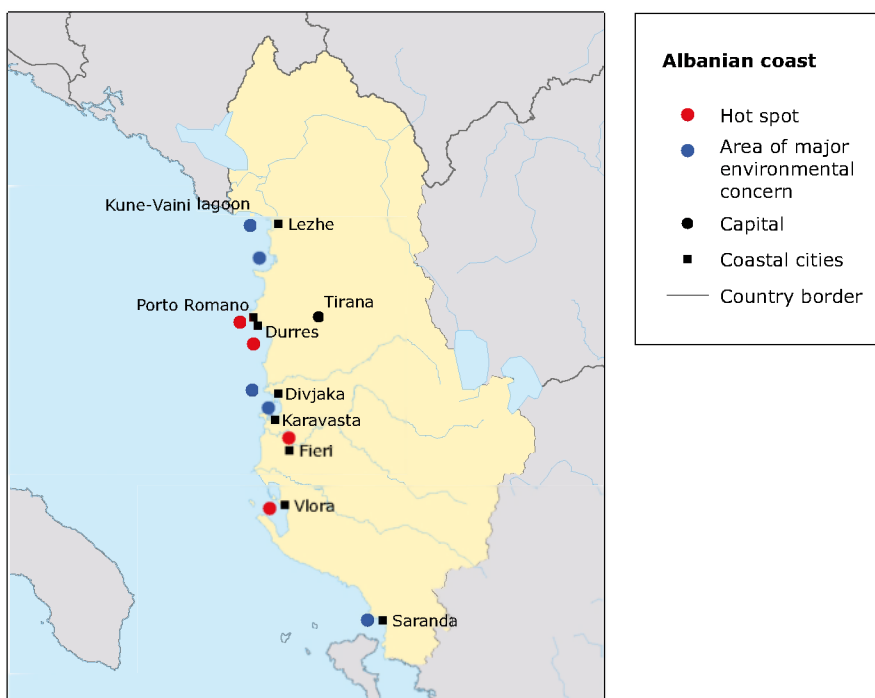 Kune-Vaini lagoon
Lezhe
Porto Romano
Tirana
Durres
Divjaka
Karavasta
Fieri
Vlora
Saranda
Albanian coast
Hot spot
Area of major
environmental
concern
Capital
Coastal cities
Country border